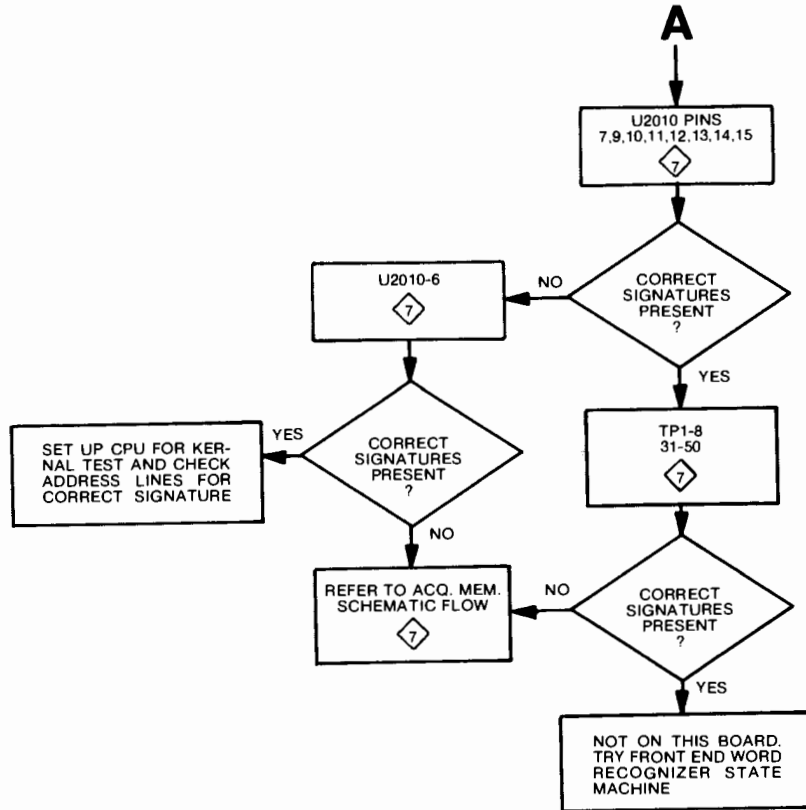 A
U2010 PINS
7,9,10,11,12,13,14,15
7
CORRECT
SIGNATURES
PRESENT
?
NO
U2010-6
7
YES
CORRECT
SIGNATURES
PRESENT
?
YES
SET UP CPU FOR KER-
NAL TEST AND CHECK
ADDRESS LINES FOR
CORRECT SIGNATURE
NO
TP1-8
31-50
7
CORRECT
SIGNATURES
PRESENT
?
NO
REFER TO ACQ. MEM.
SCHEMATIC FLOW
7
YES
NOT ON THIS BOARD.
TRY FRONT END WORD
RECOGNIZER STATE
MACHINE